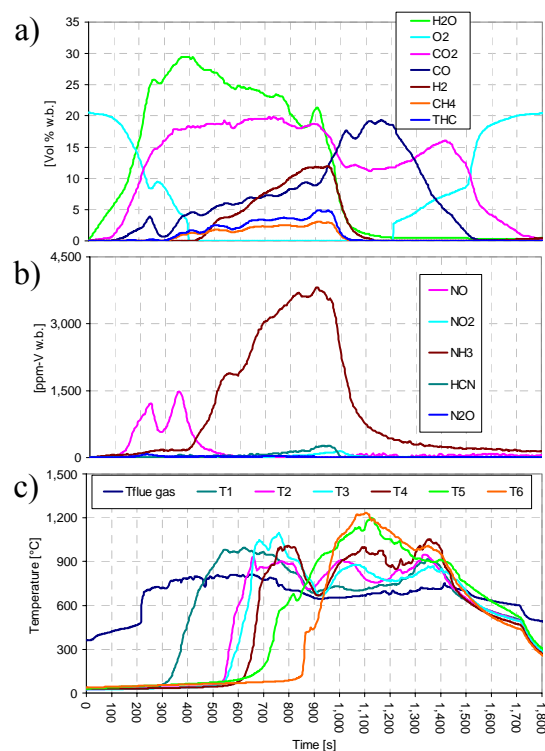 a)
[Vol % w.b.]
35
30
25
20
15
10
5
0
H2O
O2
CO2
CO
H2
CH4
THC
b)
[ppm-V w.b.]
4,500
3,000
1,500
0
NO
NO2
NH3
HCN
N2O
c)
Temperature [°C]
1,500
1,200
900
600
300
0
Tflue gas T1 T2 T3 T4 T5 T6
0 100 200 300 400 500 600 700 800 900 1,000 1,100 1,200 1,300 1,400 1,500 1,600 1,700 1,800
Time [s]